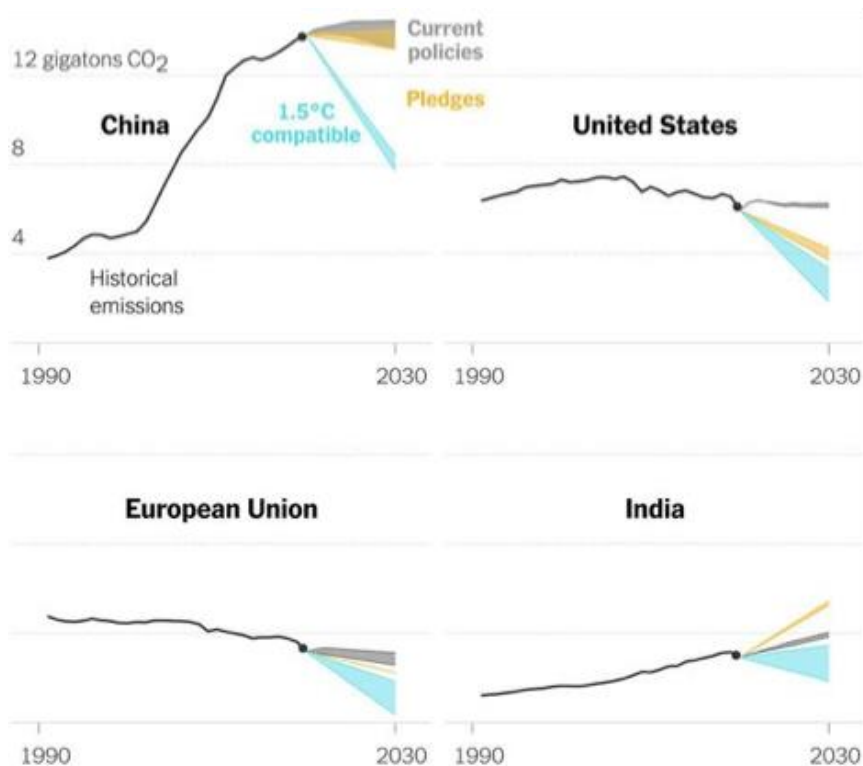 12 gigatons CO2
Current
policies
China
1.5°C
compatible
Pledges
United States
8
4
Historical
emissions
1990
2030
1990
2030
European Union
India
1990
2030
1990
2030